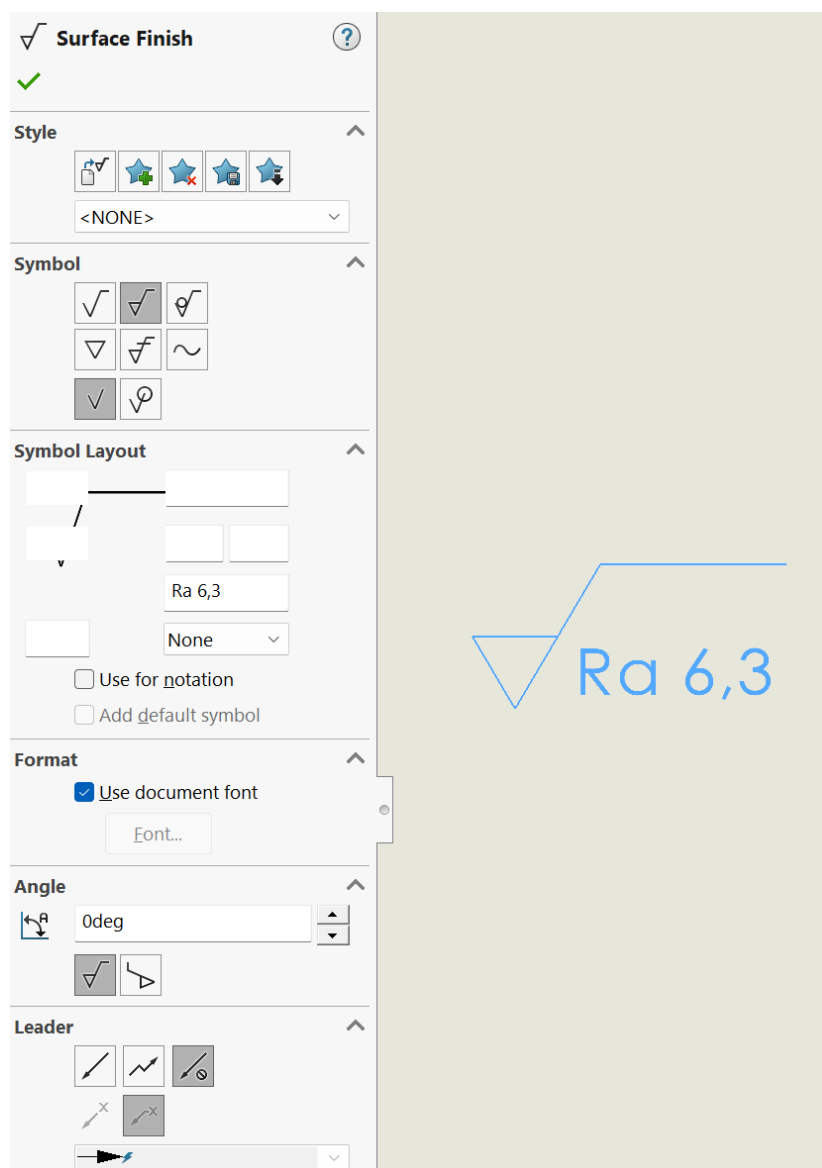 Surface Finish
?
Style
<NONE>
Symbol
Symbol Layout
Ra 6,3
None
Use for notation
Add default symbol
Format
Use document font
Font...
Angle
A
0deg
Leader
x
x
Ra 6,3